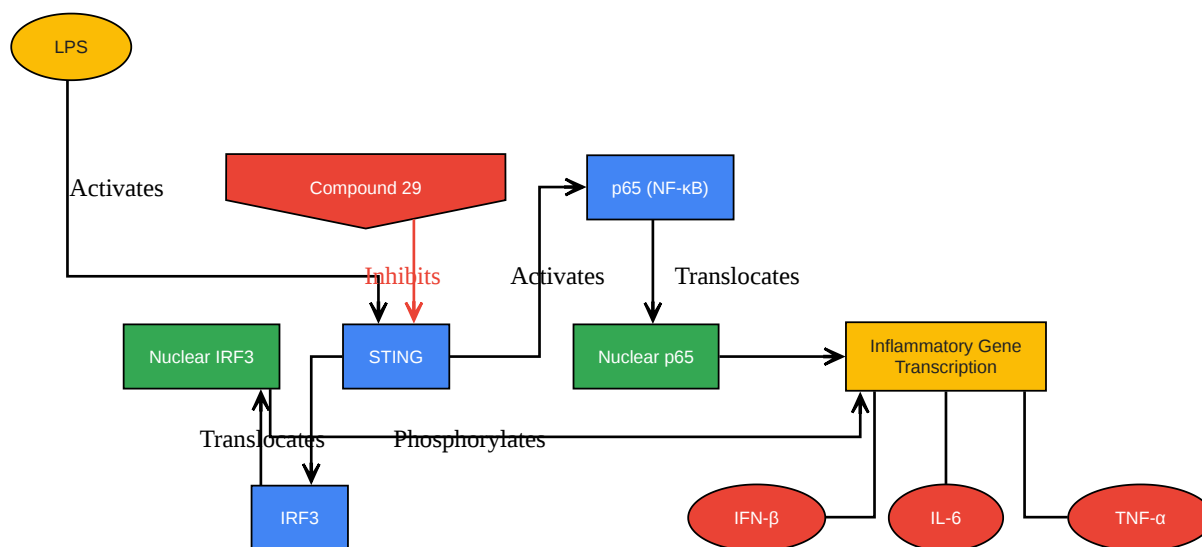 LPS
Activates
Compound 29
p65 (NF-κB)
Inhibits
Activates
Translocates
Nuclear IRF3
STING
Nuclear p65
Inflammatory Gene
Transcription
Translocates
Phosphorylates
IRF3
IFN-β
IL-6
TNF-α